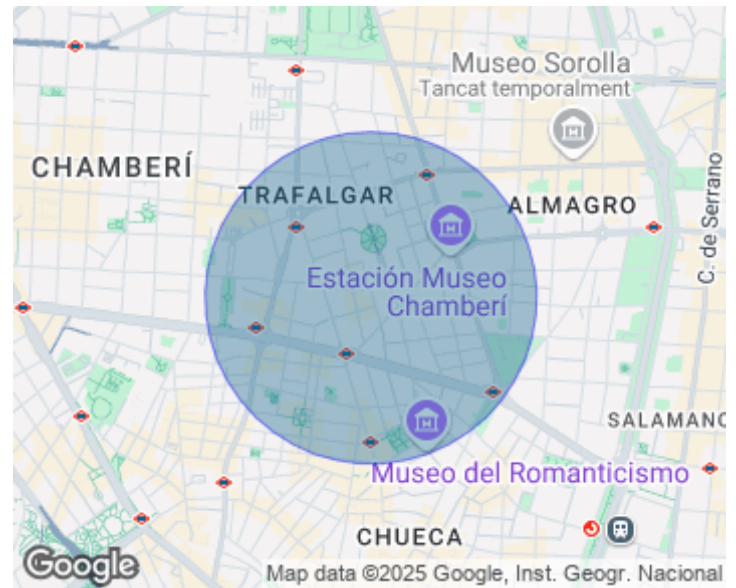 Museo Sorolla
Tancat temporalment
CHAMBERÍ
TRAFALGAR
ALMAGRO
C. de Serrano
Estación Museo
Chamberí
SALAMANC
Museo del Romanticismo
CHUECA
Google
Map data ©2025 Google, Inst. Geogr. Nacional